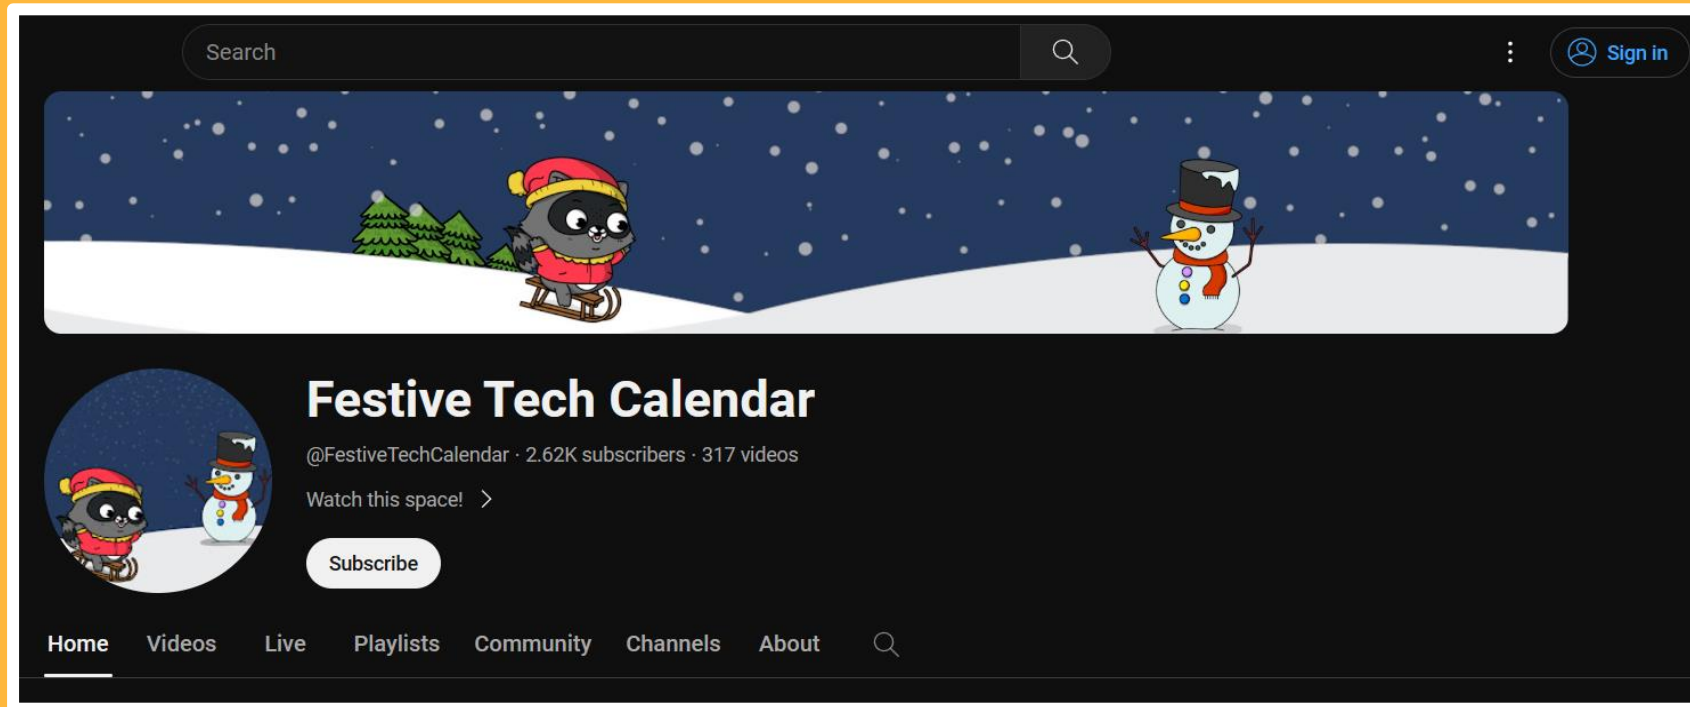 Search
Sign in
Festive Tech Calendar
@FestiveTechCalendar · 2.62K subscribers · 317 videos
Watch this space!
Subscribe
Home Videos Live Playlists Community Channels About